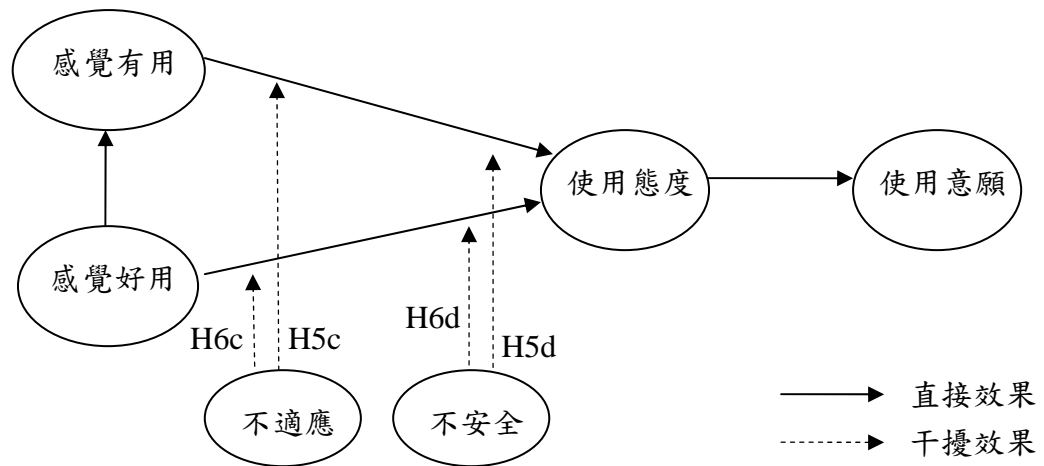 感覺有用
使用態度
使用意願
感覺好用
H6c
H5c
H6d
H5d
不適應
不安全
直接效果
干擾效果